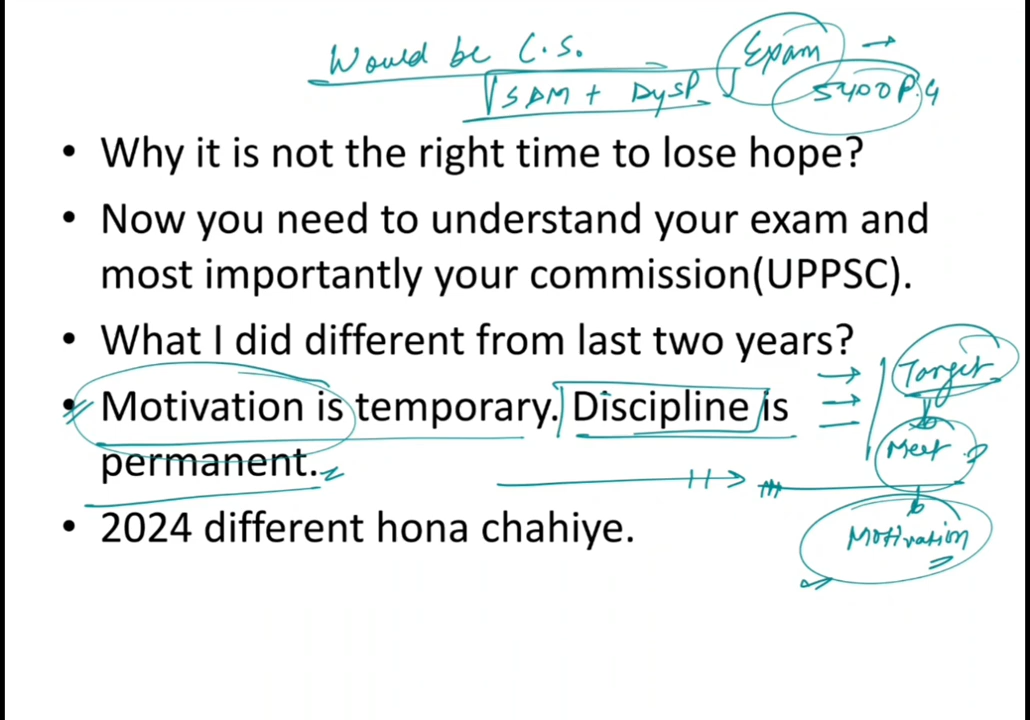 Would be C.S.
Exam
SDM + DySP
5400 P.G
• Why it is not the right time to lose hope?
• Now you need to understand your exam and
most importantly your commission(UPPSC).
• What I did different from last two years?
Target
• Motivation is temporary. Discipline is
permanent.
Meet
• 2024 different hona chahiye.
Motivation